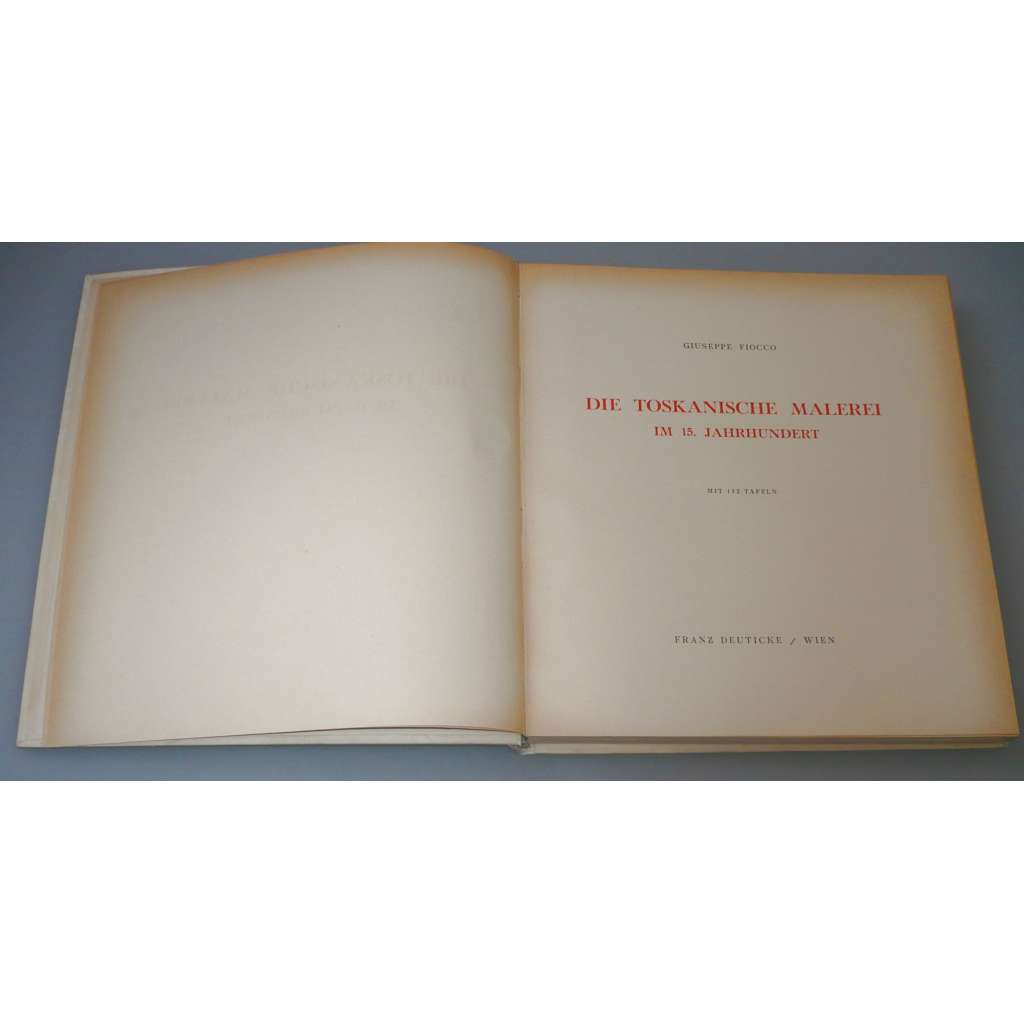 GIUSEPPE FIOCCO
DIE TOSKANISCHE MALEREI
IM 15. JAHRHUNDERT
MIT 112 TAFELN
FRANZ DEUTICKE / WIEN